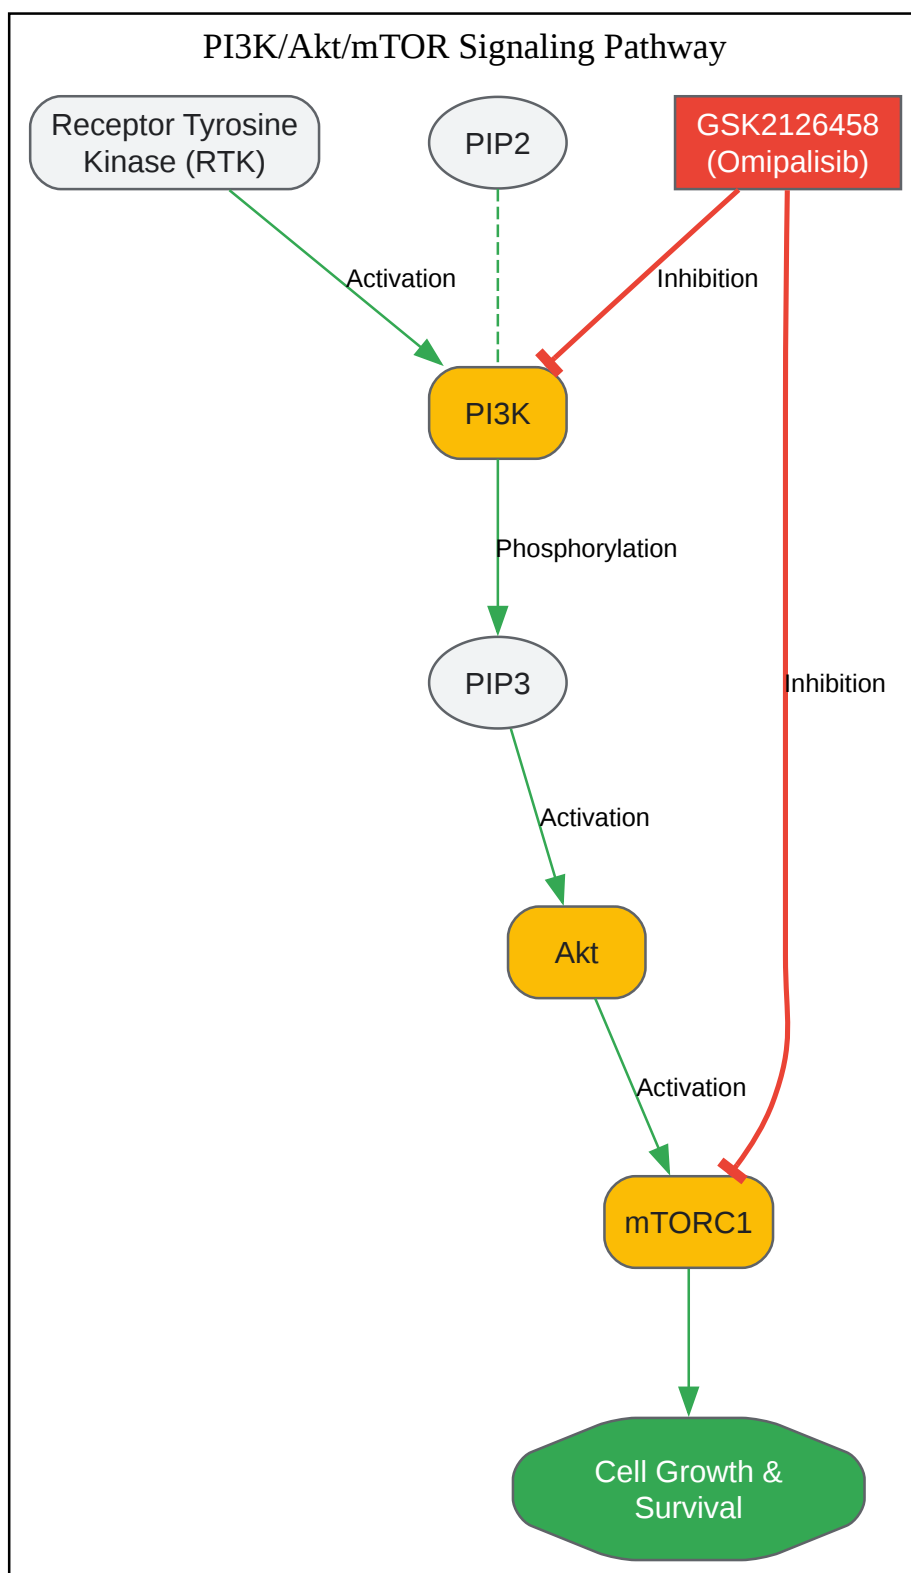 PI3K/Akt/mTOR Signaling Pathway
Receptor Tyrosine
Kinase (RTK)
PIP2
GSK2126458
(Omipalisib)
Activation
Inhibition
PI3K
Phosphorylation
PIP3
Inhibition
Activation
Akt
Activation
mTORC1
Cell Growth &
Survival